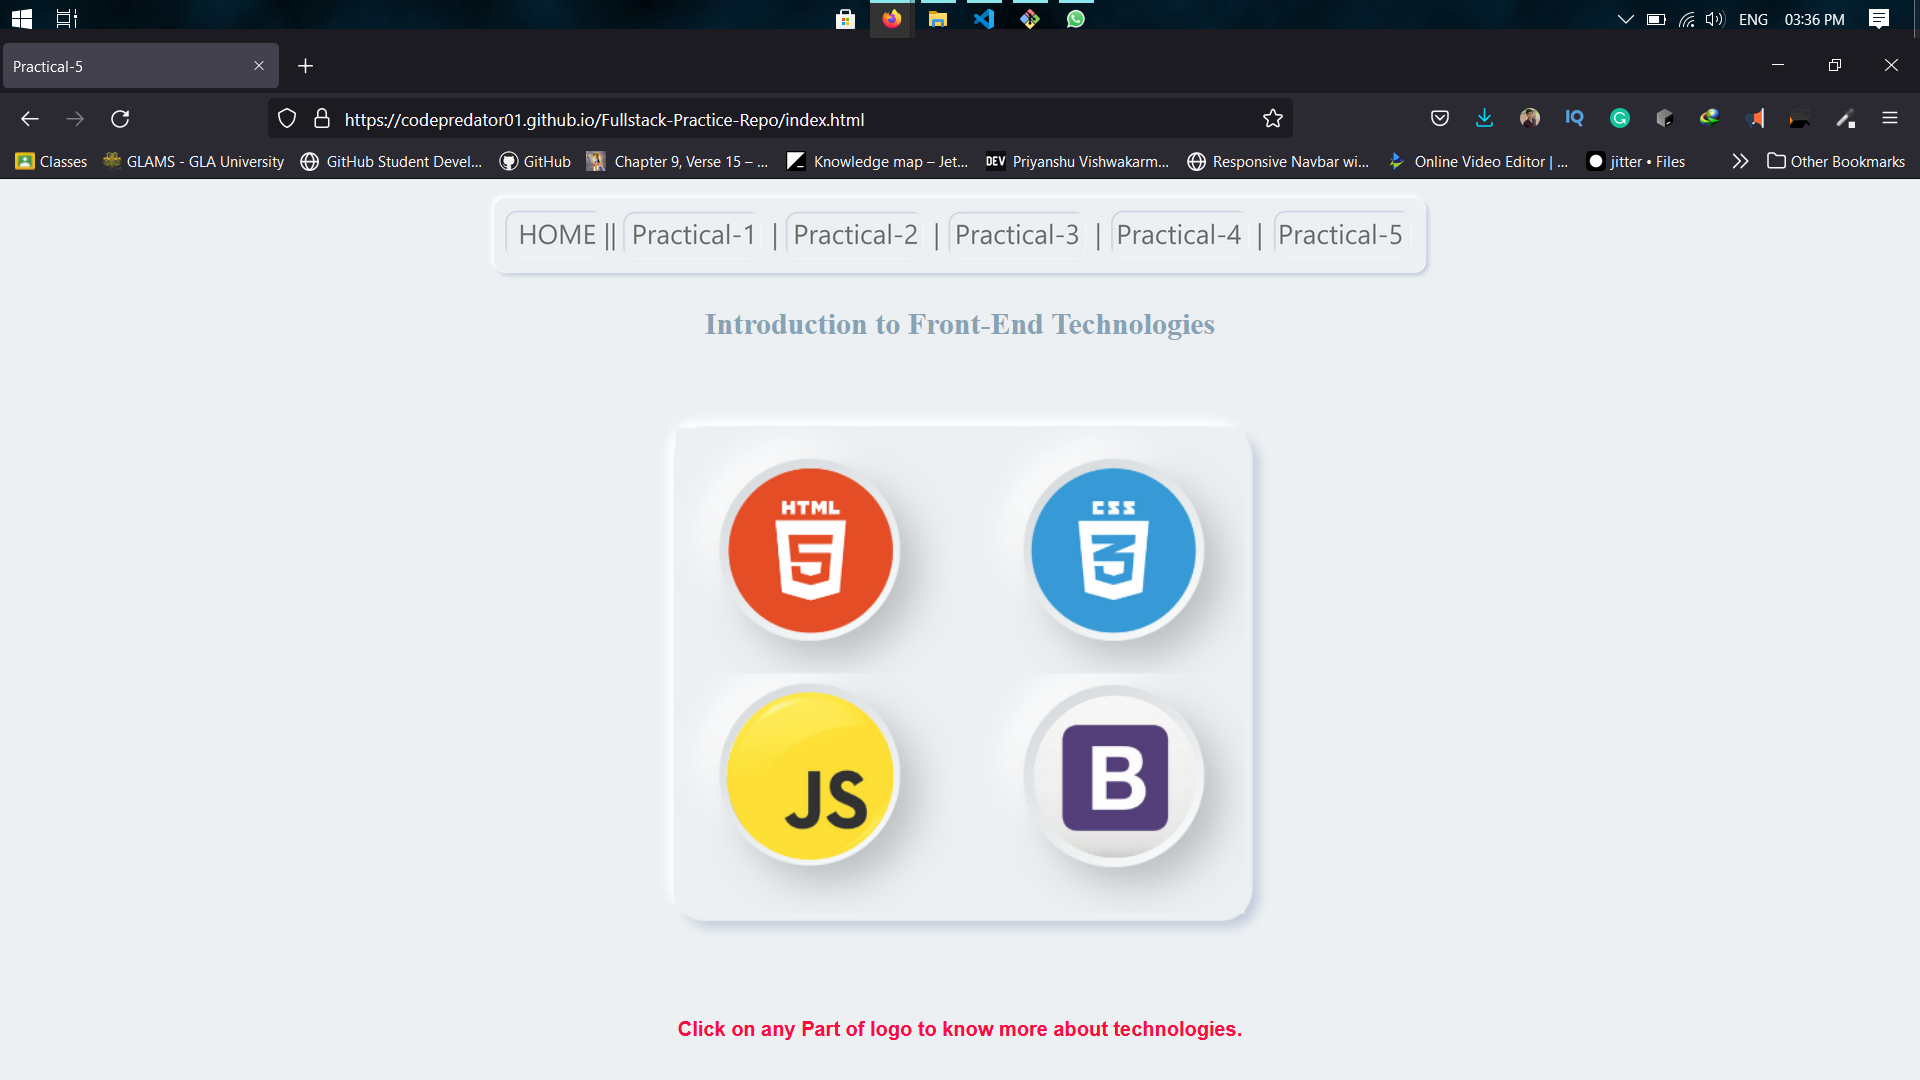 ENG 03:36 PM
Practical-5
https://codepredator01.github.io/Fullstack-Practice-Repo/index.html
IQ
Classes GLAMS - GLA University GitHub Student Devel... GitHub Chapter 9, Verse 15 – ... Knowledge map – Jet... DEV Priyanshu Vishwakarm... Responsive Navbar wi... Online Video Editor | ... jitter • Files Other Bookmarks
HOME || Practical-1 | Practical-2 | Practical-3 | Practical-4 | Practical-5
Introduction to Front-End Technologies
HTML CSS
5 3
JS B
Click on any Part of logo to know more about technologies.